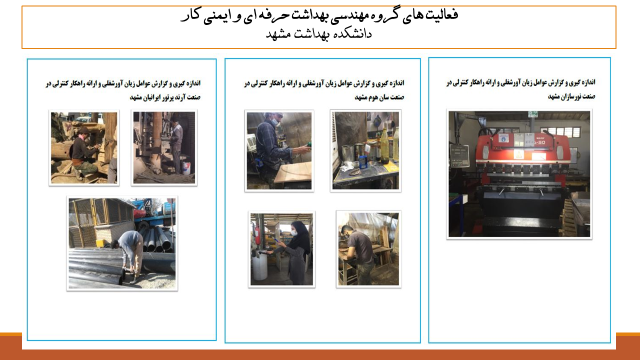 فعالیت‌های گروه مهندسی بهداشت حرفه ای و ایمنی کار
دانشکده بهداشت مشهد
اندازه گیری و گزارش عوامل زیان آورشغلی و ارائه راهکار کنترلی در
صنعت نورسازان مشهد
اندازه گیری و گزارش عوامل زیان آورشغلی و ارائه راهکار کنترلی در
صنعت سان هوم مشهد
اندازه گیری و گزارش عوامل زیان آورشغلی و ارائه راهکار کنترلی در
صنعت آرند پرتور ایرانیان مشهد